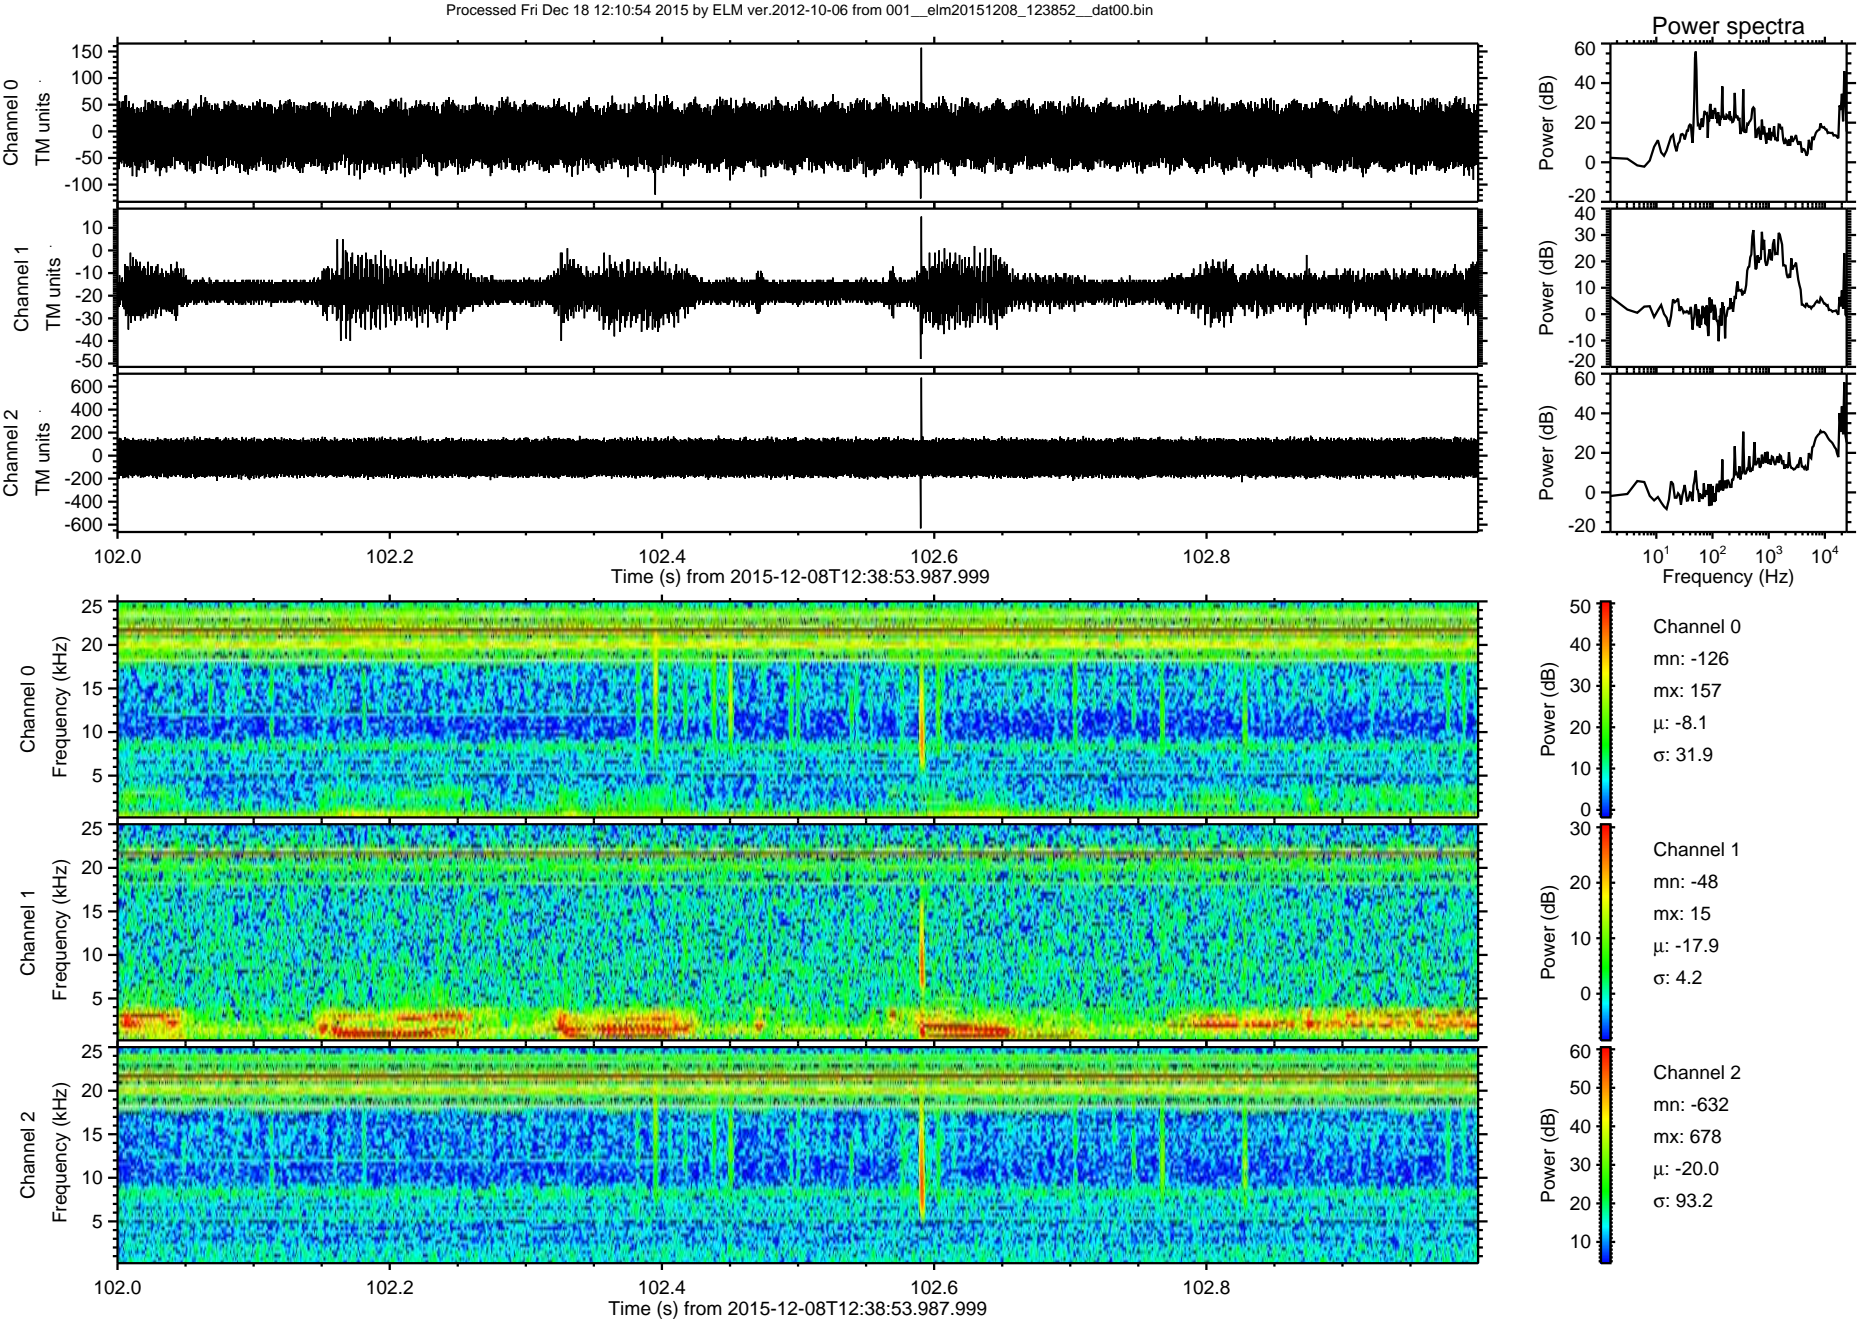 Processed Fri Dec 18 12:10:54 2015 by ELM ver.2012-10-06 from 001__elm20151208_123852__dat00.bin
Power spectra
Channel 0
TM units
150
100
50
0
-50
-100
Power (dB)
60
40
20
0
-20
Channel 1
TM units
10
0
-10
-20
-30
-40
-50
Power (dB)
40
30
20
10
0
-10
-20
Channel 2
TM units
600
400
200
0
-200
-400
-600
Power (dB)
60
40
20
0
-20
102.0 102.2 102.4 102.6 102.8
Time (s) from 2015-12-08T12:38:53.987.999
10^1 10^2 10^3 10^4
Frequency (Hz)
Channel 0
Frequency (kHz)
25
20
15
10
5
Power (dB)
50
40
30
20
10
0
Channel 0
mn: -126
mx: 157
μ: -8.1
σ: 31.9
Channel 1
Frequency (kHz)
25
20
15
10
5
Power (dB)
30
20
10
0
Channel 1
mn: -48
mx: 15
μ: -17.9
σ: 4.2
Channel 2
Frequency (kHz)
25
20
15
10
5
Power (dB)
60
50
40
30
20
10
Channel 2
mn: -632
mx: 678
μ: -20.0
σ: 93.2
102.0 102.2 102.4 102.6 102.8
Time (s) from 2015-12-08T12:38:53.987.999